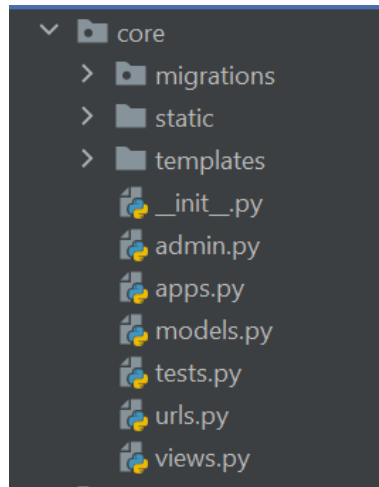 core
migrations
static
templates
__init__.py
admin.py
apps.py
models.py
tests.py
urls.py
views.py